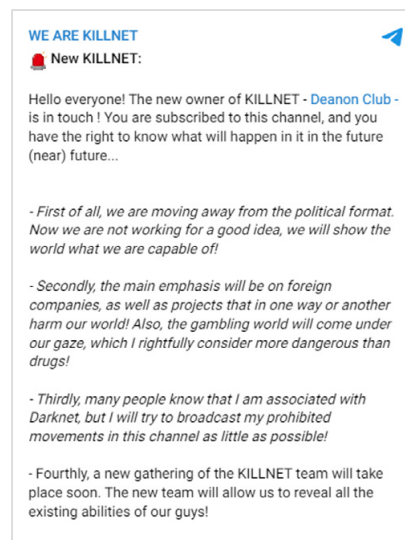 WE ARE KILLNET
New KILLNET:
Hello everyone! The new owner of KILLNET - Deanon Club -
is in touch ! You are subscribed to this channel, and you
have the right to know what will happen in it in the future
(near) future...
- First of all, we are moving away from the political format.
Now we are not working for a good idea, we will show the
world what we are capable of!
- Secondly, the main emphasis will be on foreign
companies, as well as projects that in one way or another
harm our world! Also, the gambling world will come under
our gaze, which I rightfully consider more dangerous than
drugs!
- Thirdly, many people know that I am associated with
Darknet, but I will try to broadcast my prohibited
movements in this channel as little as possible!
- Fourthly, a new gathering of the KILLNET team will take
place soon. The new team will allow us to reveal all the
existing abilities of our guys!